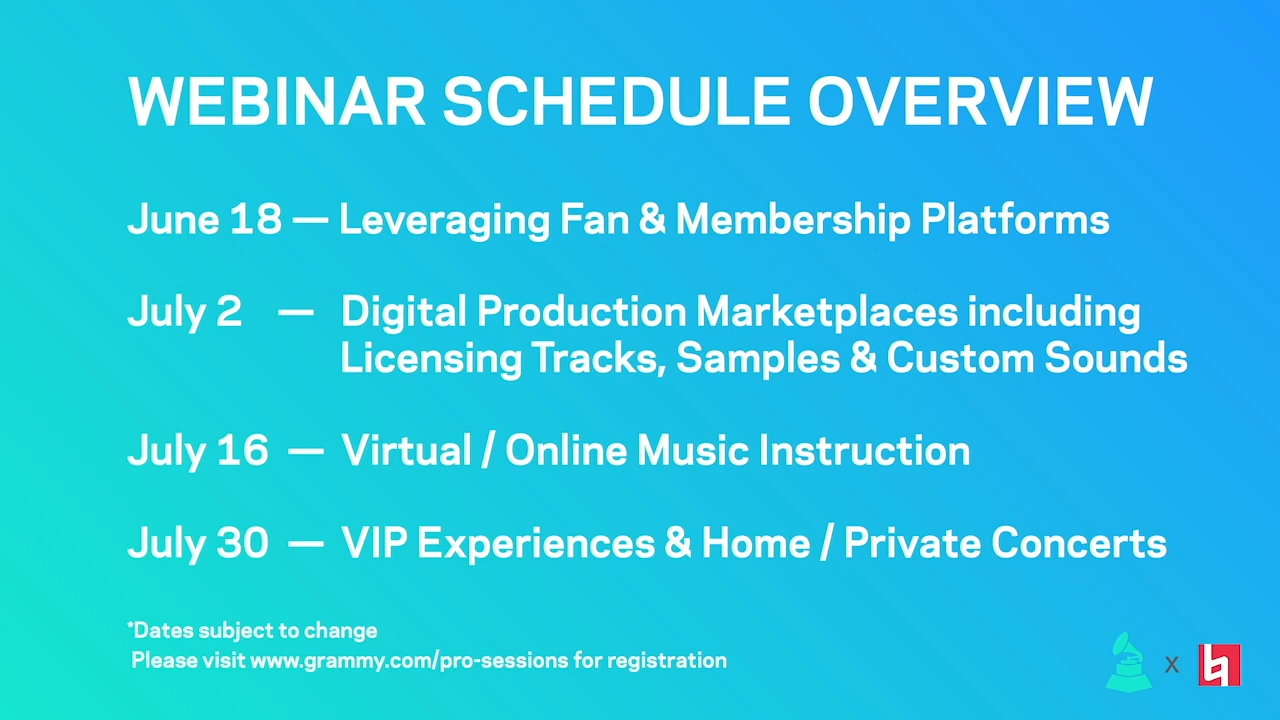 WEBINAR SCHEDULE OVERVIEW
June 18 — Leveraging Fan & Membership Platforms
July 2 — Digital Production Marketplaces including
Licensing Tracks, Samples & Custom Sounds
July 16 — Virtual / Online Music Instruction
July 30 — VIP Experiences & Home / Private Concerts
*Dates subject to change
Please visit www.grammy.com/pro-sessions for registration
X